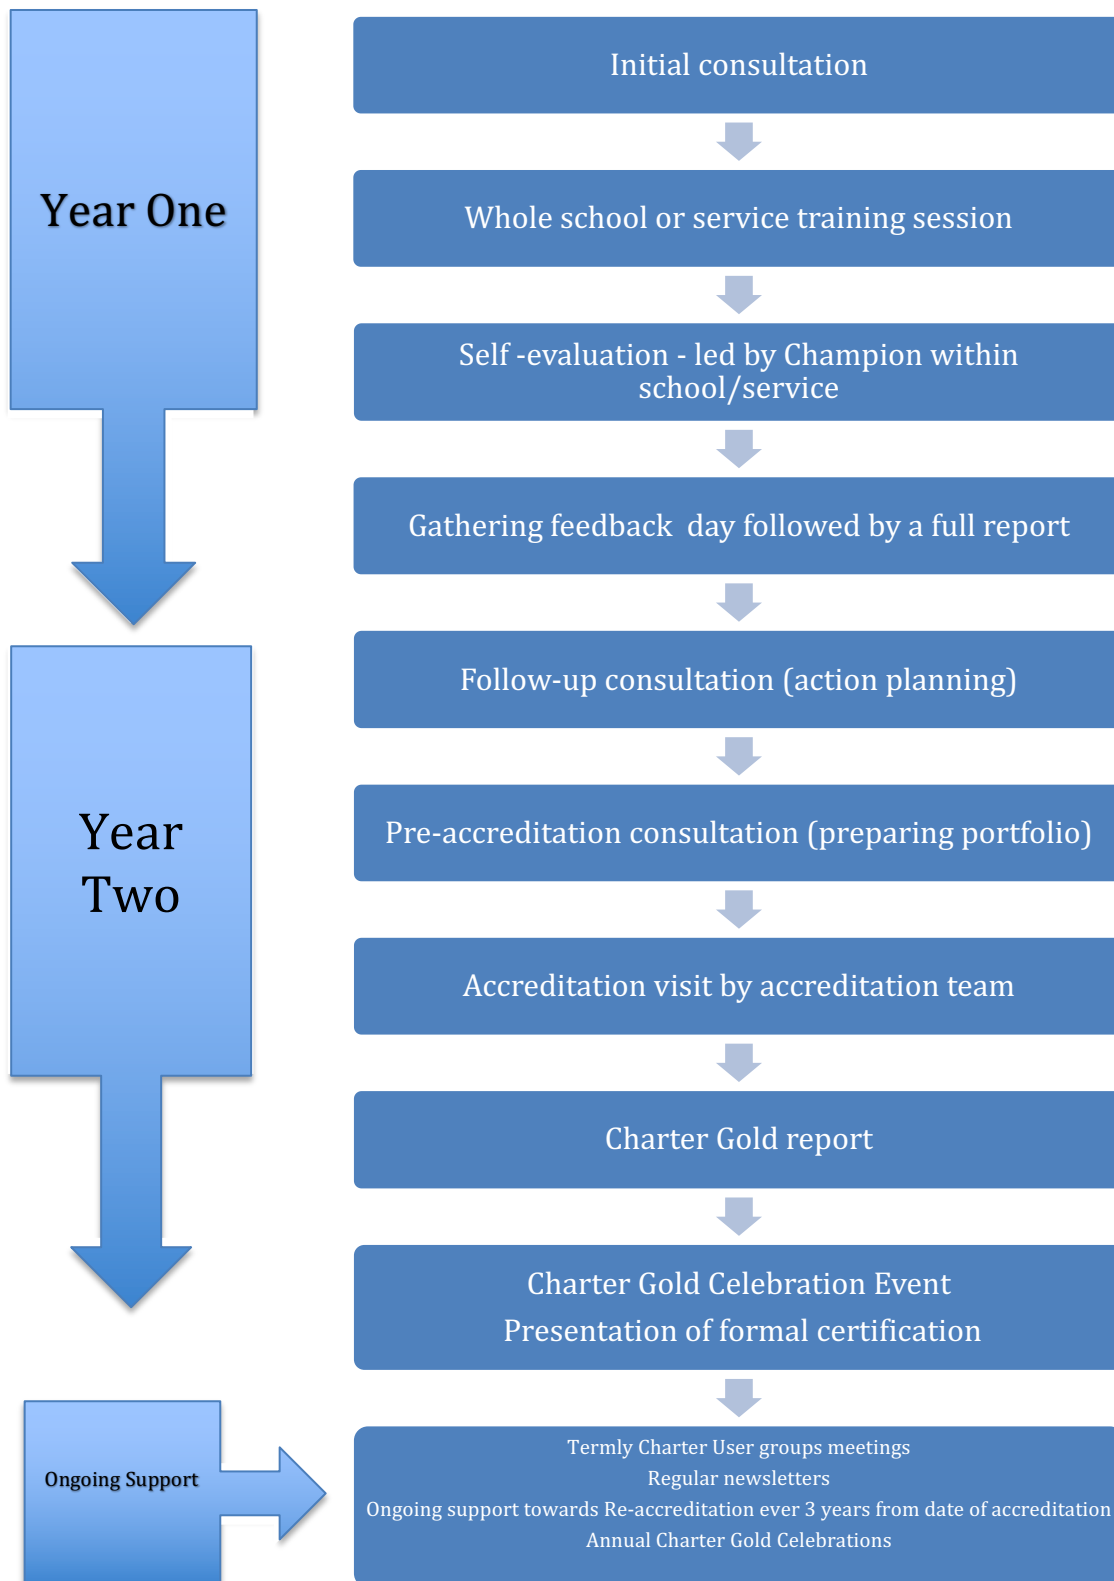 Year One
Initial consultation
Whole school or service training session
Self -evaluation - led by Champion within
school/service
Gathering feedback  day followed by a full report
Follow-up consultation (action planning)
Year
Two
Pre-accreditation consultation (preparing portfolio)
Accreditation visit by accreditation team
Charter Gold report
Charter Gold Celebration Event
Presentation of formal certification
Ongoing Support
Termly Charter User groups meetings
Regular newsletters
Ongoing support towards Re-accreditation ever 3 years from date of accreditation
Annual Charter Gold Celebrations